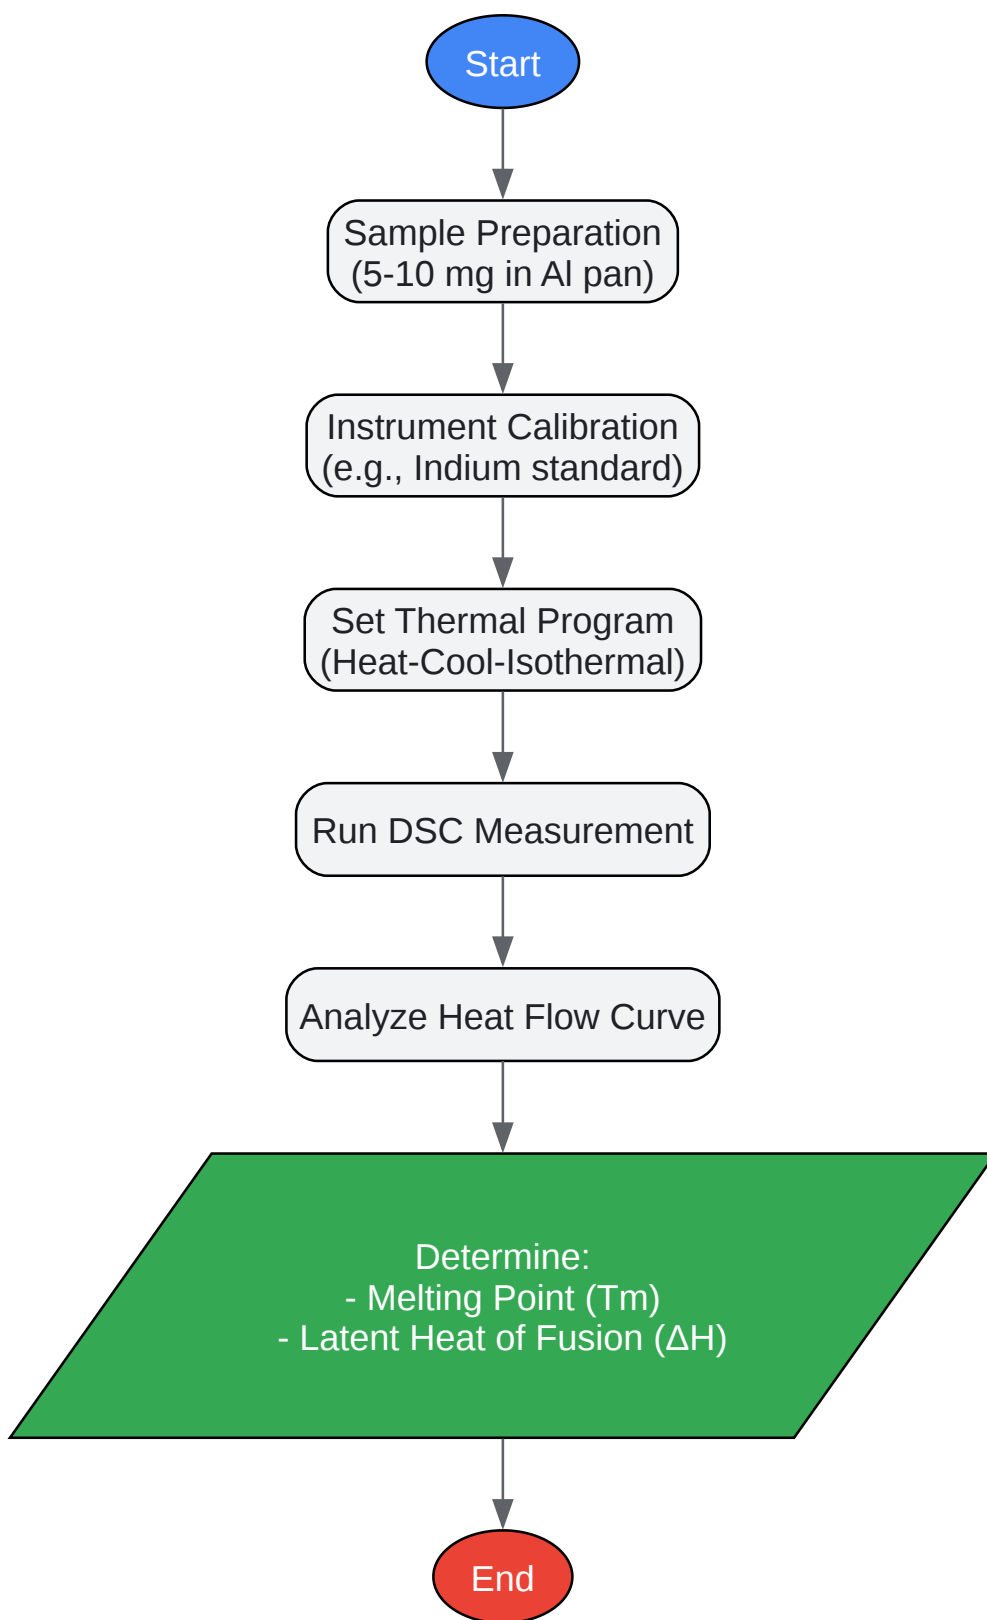 Start
Sample Preparation
(5-10 mg in Al pan)
Instrument Calibration
(e.g., Indium standard)
Set Thermal Program
(Heat-Cool-Isothermal)
Run DSC Measurement
Analyze Heat Flow Curve
Determine:
- Melting Point (Tm)
- Latent Heat of Fusion (ΔH)
End